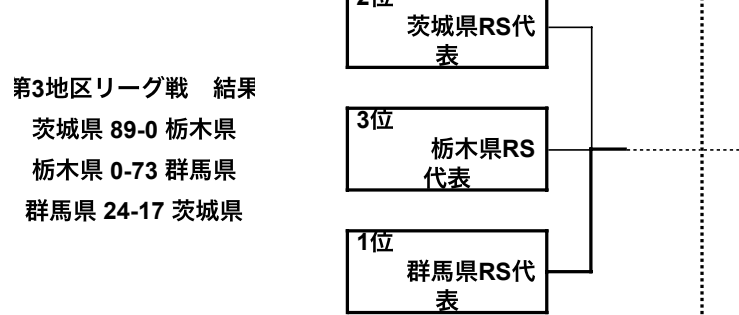 2位
茨城県RS代
表
第3地区リーグ戦　結果
茨城県 89-0 栃木県
栃木県 0-73 群馬県
群馬県 24-17 茨城県
3位
栃木県RS
代表
1位
群馬県RS代
表